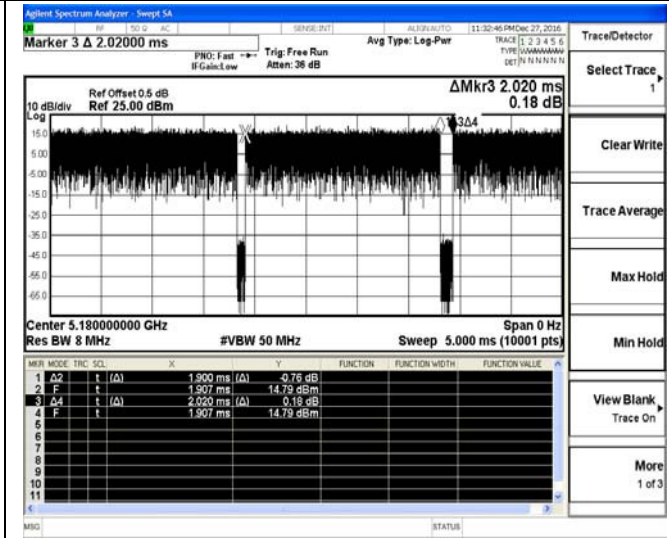 Agilent Spectrum Analyzer - Swept SA
RF 50 Ω AC SENSE:INT ALIGN AUTO 11:32:46 PM Dec 27, 2016
Marker 3 Δ 2.02000 ms
PNO: Fast Trig: Free Run
IFGain:Low Atten: 36 dB
Avg Type: Log-Pwr
TRACE 1 2 3 4 5 6
TYPE
DET N N N N N N
Trace/Detector
Select Trace
1
Clear Write
Trace Average
Max Hold
Min Hold
View Blank
Trace On
More
1 of 3
Ref Offset 0.5 dB
10 dB/div Ref 25.00 dBm
Log
ΔMkr3 2.020 ms
0.18 dB
3Δ4
15.0
5.00
-5.00
-15.0
-25.0
-35.0
-45.0
-55.0
-65.0
Center 5.180000000 GHz Span 0 Hz
Res BW 8 MHz #VBW 50 MHz Sweep 5.000 ms (10001 pts)
MKR MODE TRC SCL X Y FUNCTION FUNCTION WIDTH FUNCTION VALUE
1 Δ2 t (Δ) 1.900 ms (Δ) -0.76 dB
2 F t 1.907 ms 14.79 dBm
3 Δ4 t (Δ) 2.020 ms (Δ) 0.18 dB
4 F t 1.907 ms 14.79 dBm
5
6
7
8
9
10
11
MSG STATUS